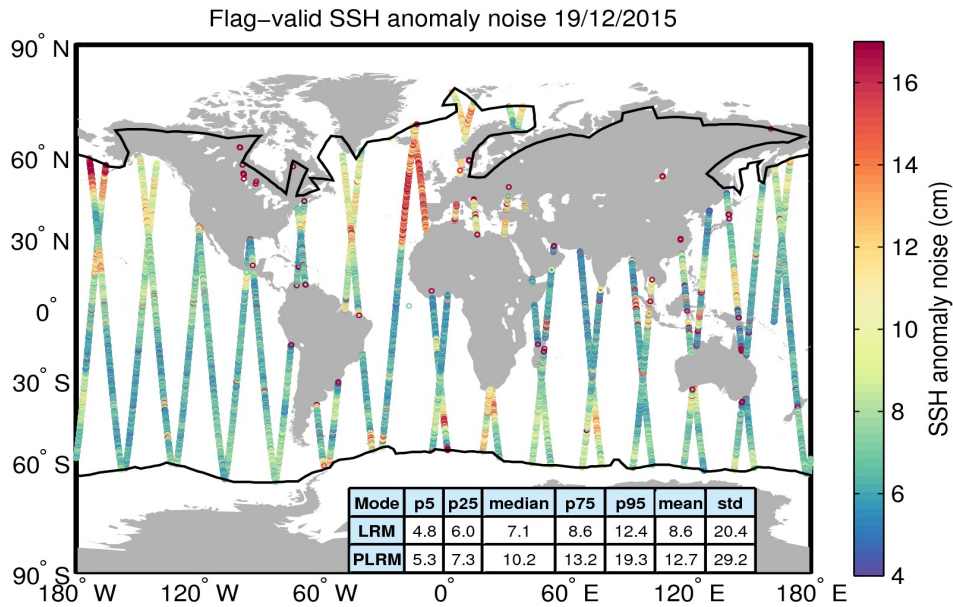 Flag−valid SSH anomaly noise 19/12/2015
90° N
60° N
30° N
0°
30° S
60° S
90° S
180° W
120° W
60° W
0°
60° E
120° E
180° E
Mode p5 p25 median p75 p95 mean std
LRM 4.8 6.0 7.1 8.6 12.4 8.6 20.4
PLRM 5.3 7.3 10.2 13.2 19.3 12.7 29.2
16
14
12
10
8
6
4
SSH anomaly noise (cm)